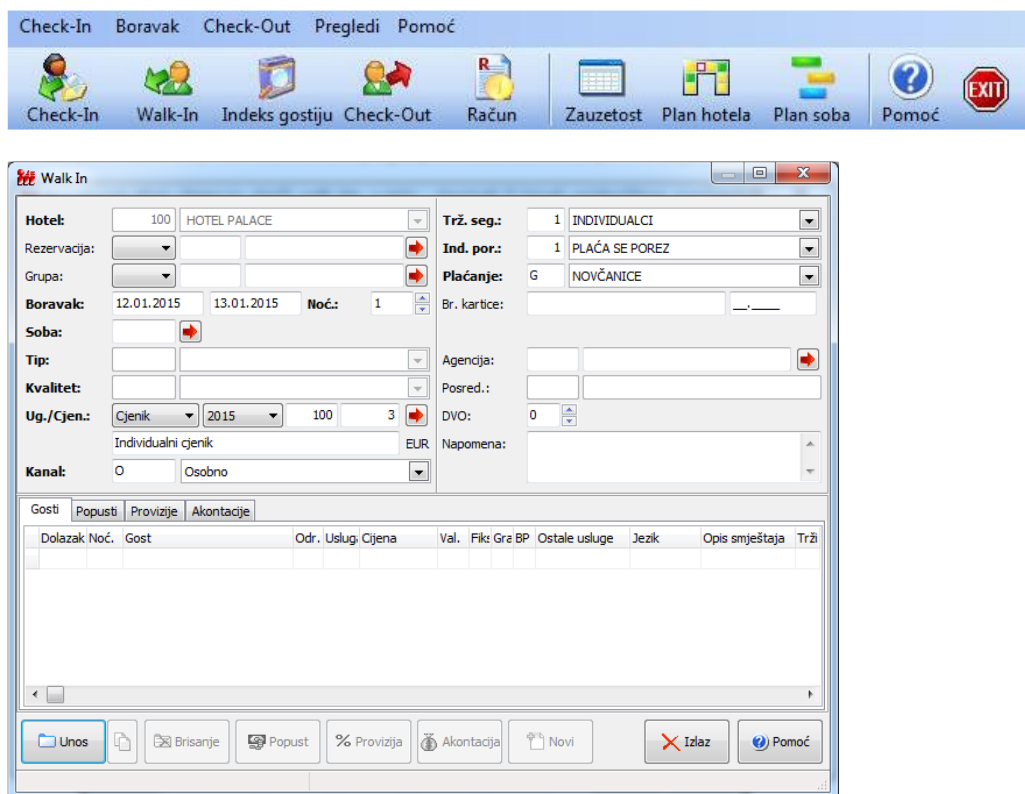 Check-In Boravak Check-Out Pregledi Pomoć
R
EXIT
Check-In Walk-In Indeks gostiju Check-Out Račun Zauzetost Plan hotela Plan soba Pomoć
Walk In
Hotel: 100 HOTEL PALACE Trž. seg.: 1 INDIVIDUALCI
Rezervacija: Ind. por.: 1 PLAĆA SE POREZ
Grupa: Plaćanje: G NOVČANICE
Boravak: 12.01.2015 13.01.2015 Noć.: 1 Br. kartice: __.____
Soba:
Tip: Agencija:
Kvalitet: Posred.:
Ug./Cjen.: Cjenik 2015 100 3 DVO: 0
Individualni cjenik EUR Napomena:
Kanal: O Osobno
Gosti Popusti Provizije Akontacije
Dolazak Noć. Gost Odr. Uslug. Cijena Val. Fiks Gra BP Ostale usluge Jezik Opis smještaja Trži
Unos Brisanje Popust % Provizija Akontacija Novi Izlaz Pomoć